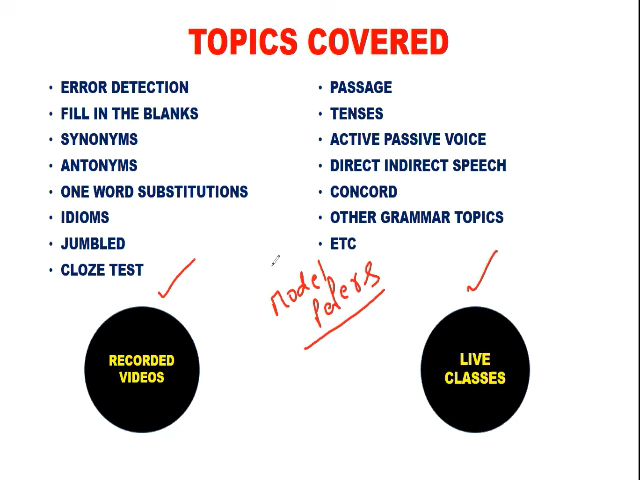 TOPICS COVERED
• ERROR DETECTION
• FILL IN THE BLANKS
• SYNONYMS
• ANTONYMS
• ONE WORD SUBSTITUTIONS
• IDIOMS
• JUMBLED
• CLOZE TEST
• PASSAGE
• TENSES
• ACTIVE PASSIVE VOICE
• DIRECT INDIRECT SPEECH
• CONCORD
• OTHER GRAMMAR TOPICS
• ETC
Model
Papers
RECORDED
VIDEOS
LIVE
CLASSES